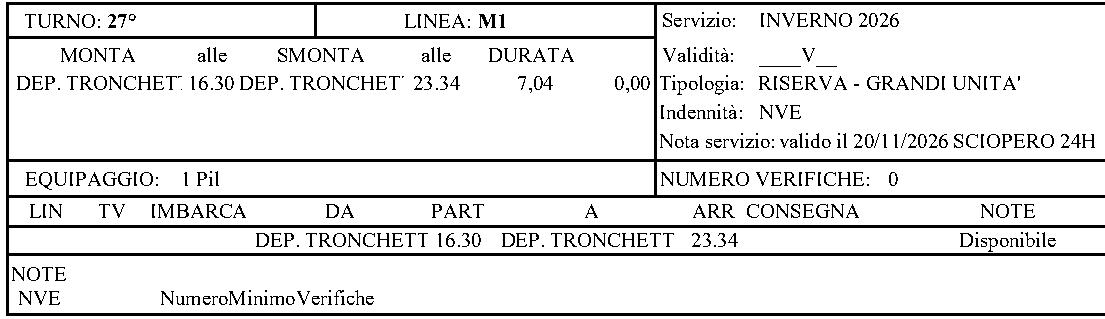 TURNO: 27° LINEA: M1 Servizio: INVERNO 2026
MONTA alle SMONTA alle DURATA Validità: ____V__
DEP. TRONCHETT 16.30 DEP. TRONCHET 23.34 7,04 0,00 Tipologia: RISERVA - GRANDI UNITA'
Indennità: NVE
Nota servizio: valido il 20/11/2026 SCIOPERO 24H
EQUIPAGGIO: 1 Pil NUMERO VERIFICHE: 0
LIN TV IMBARCA DA PART A ARR CONSEGNA NOTE
DEP. TRONCHETT 16.30 DEP. TRONCHETT 23.34 Disponibile
NOTE
NVE NumeroMinimoVerifiche